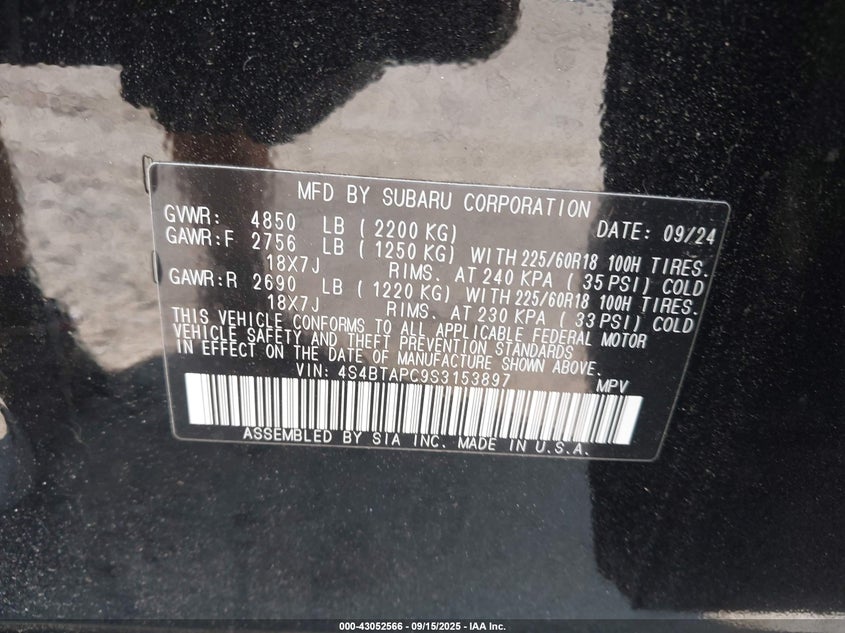 MFD BY SUBARU CORPORATION
GVWR: 4850 LB ( 2200 KG) DATE: 09/24
GAWR:F 2756 LB ( 1250 KG) WITH 225/60R18 100H TIRES.
18X7J RIMS. AT 240 KPA ( 35 PSI) COLD
GAWR:R 2690 LB ( 1220 KG) WITH 225/60R18 100H TIRES.
18X7J RIMS. AT 230 KPA ( 33 PSI) COLD
THIS VEHICLE CONFORMS TO ALL APPLICABLE FEDERAL MOTOR
VEHICLE SAFETY AND THEFT PREVENTION STANDARDS
IN EFFECT ON THE DATE OF MANUFACTURE SHOWN ABOVE.
VIN: 4S4BTAPC9S3153897 MPV
ASSEMBLED BY SIA INC. MADE IN U.S.A.
000-43052566 - 09/15/2025 - IAA Inc.